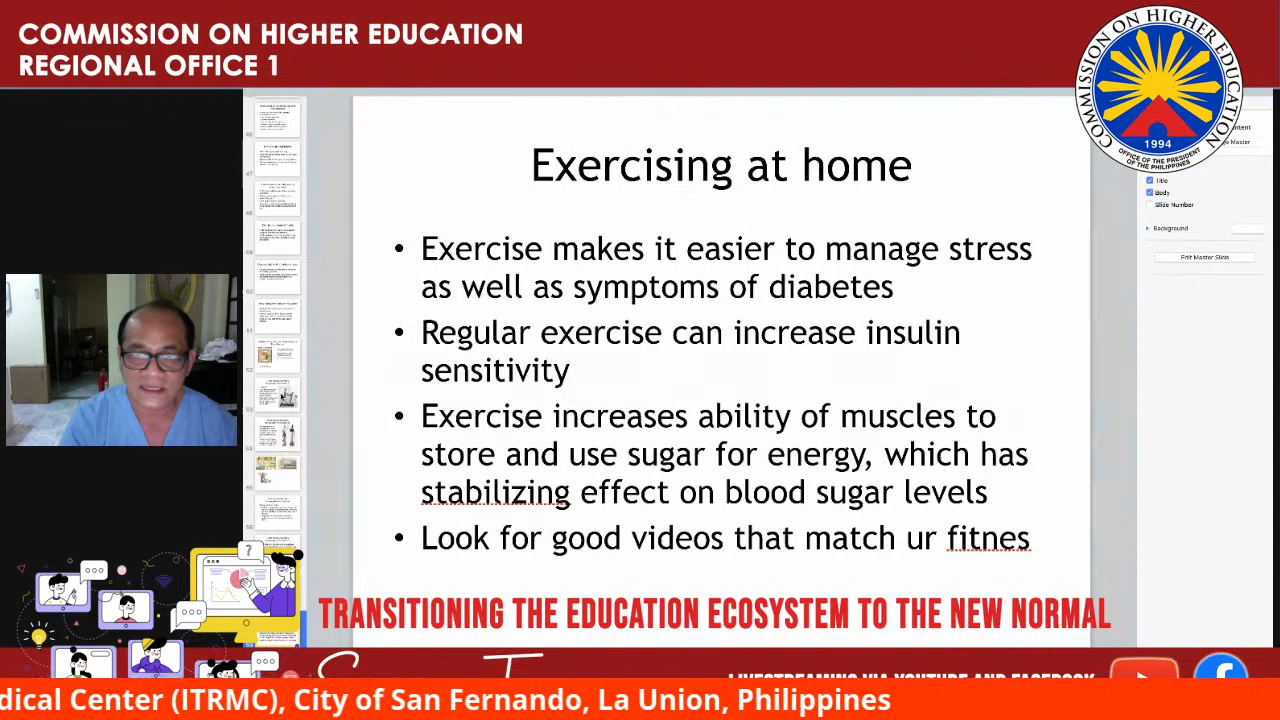 COMMISSION ON HIGHER EDUCATION
REGIONAL OFFICE 1
COMMISSION ON HIGHER EDUCATION
1994
OFFICE OF THE PRESIDENT
OF THE PHILIPPINES
Exercising at home
• Exercise makes it easier to manage stress
as well as symptoms of diabetes
• Regular exercise can increase insulin
sensitivity
• Exercise increases ability of muscles to
store and use sugar for energy, which has
stabilizing effect on blood sugar levels
• Look for good videos that match ur fitnes
Title
Body
Slide Number
Background
Edit Master Slide
?
TRANSITIONING THE EDUCATION ECOSYSTEM TO THE NEW NORMAL
LIVESTREAMING VIA YOUTUBE AND FACEBOOK
dical Center (ITRMC), City of San Fernando, La Union, Philippines